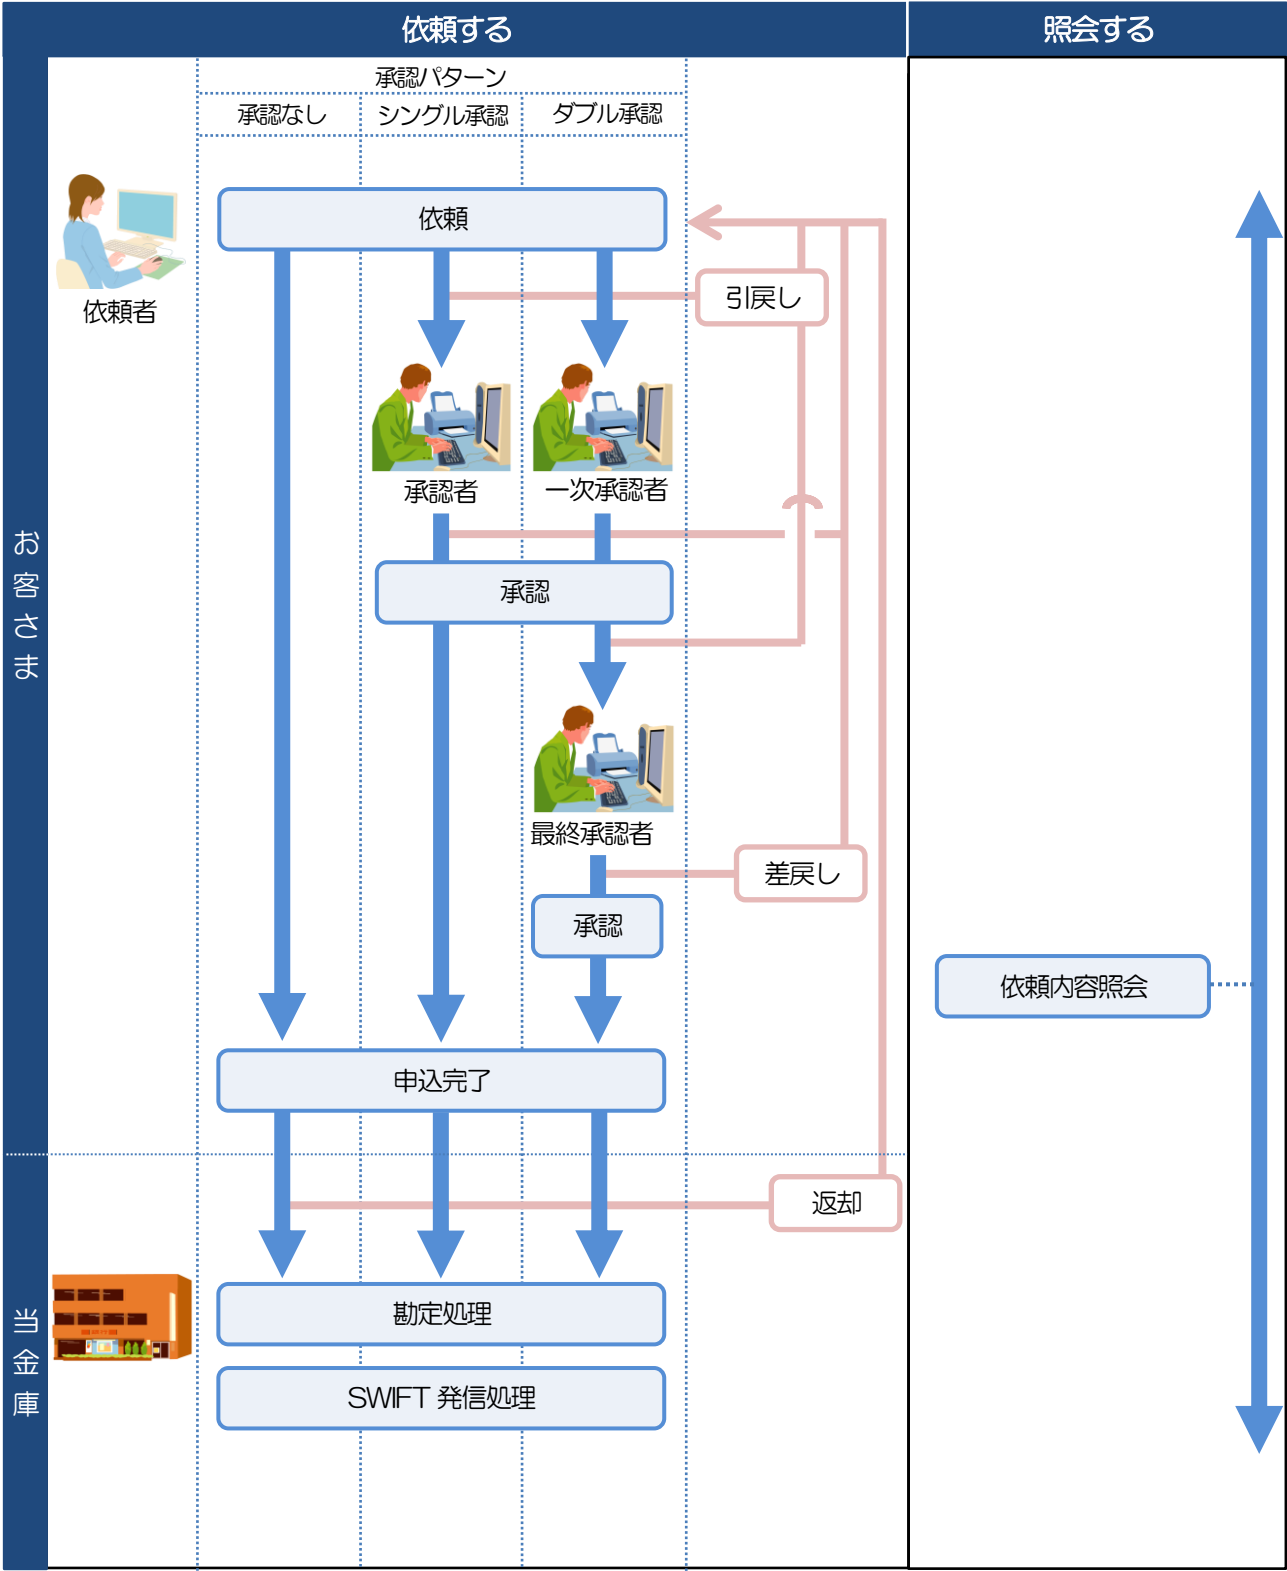 依頼する
照会する
承認パターン
承認なし
シングル承認
ダブル承認
依頼
依頼者
引戻し
承認者
一次承認者
お客さま
承認
最終承認者
差戻し
承認
依頼内容照会
申込完了
返却
当金庫
勘定処理
SWIFT 発信処理